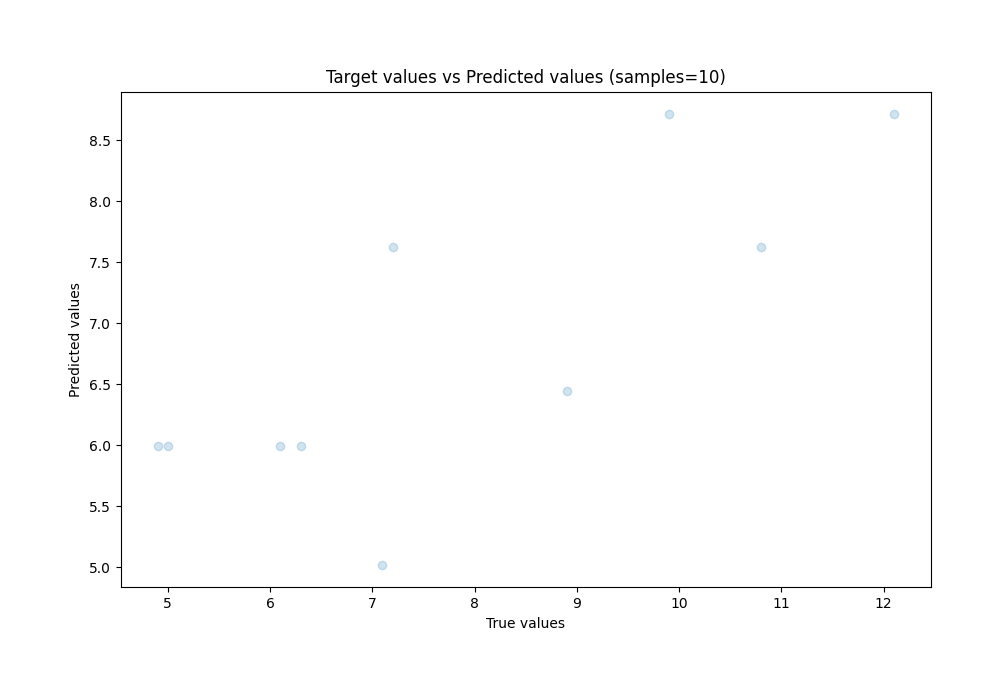 Target values vs Predicted values (samples=10)
8.5
8.0
7.5
7.0
6.5
6.0
5.5
5.0
Predicted values
5 6 7 8 9 10 11 12
True values